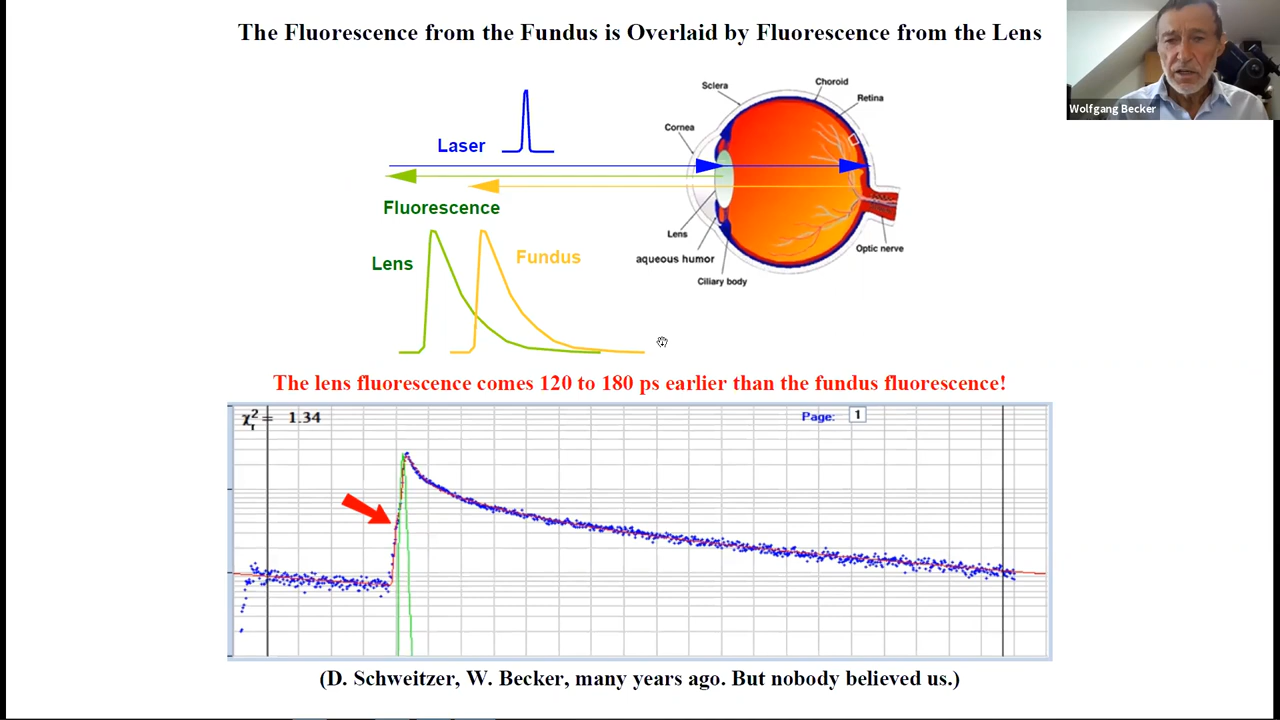 The Fluorescence from the Fundus is Overlaid by Fluorescence from the Lens
Wolfgang Becker
Laser
Sclera
Choroid
Retina
Cornea
Fluorescence
Lens
Fundus
Lens
aqueous humor
Ciliary body
Optic nerve
The lens fluorescence comes 120 to 180 ps earlier than the fundus fluorescence!
χr² = 1.34
Page: 1
(D. Schweitzer, W. Becker, many years ago. But nobody believed us.)